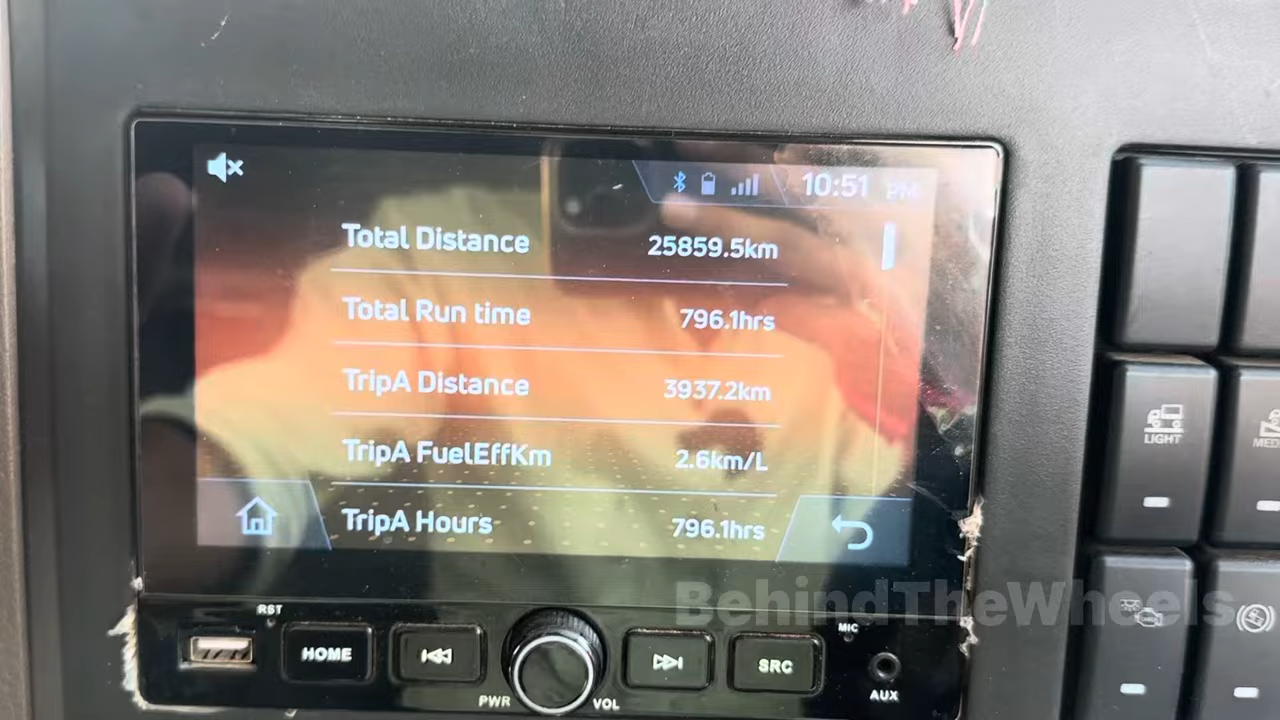 10:51 PM
Total Distance 25859.5km
Total Run time 796.1hrs
TripA Distance 3937.2km
TripA FuelEffKm 2.6km/L
TripA Hours 796.1hrs
LIGHT
BehindTheWheels
RST
MIC
HOME
SRC
PWR
VOL
AUX